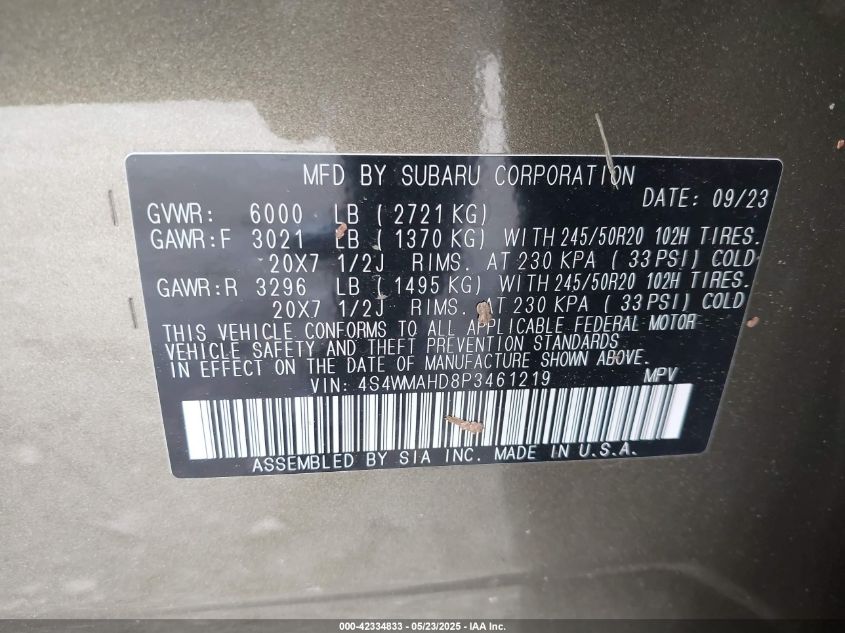 MFD BY SUBARU CORPORATION
DATE: 09/23
GVWR: 6000 LB ( 2721 KG)
GAWR:F 3021 LB ( 1370 KG) WITH 245/50R20 102H TIRES.
20X7 1/2J RIMS. AT 230 KPA ( 33 PSI) COLD
GAWR:R 3296 LB ( 1495 KG) WITH 245/50R20 102H TIRES.
20X7 1/2J RIMS. AT 230 KPA ( 33 PSI) COLD
THIS VEHICLE CONFORMS TO ALL APPLICABLE FEDERAL MOTOR
VEHICLE SAFETY AND THEFT PREVENTION STANDARDS
IN EFFECT ON THE DATE OF MANUFACTURE SHOWN ABOVE.
VIN: 4S4WMAHD8P3461219 MPV
ASSEMBLED BY SIA INC. MADE IN U.S.A.
000-42334833 - 05/23/2025 - IAA Inc.